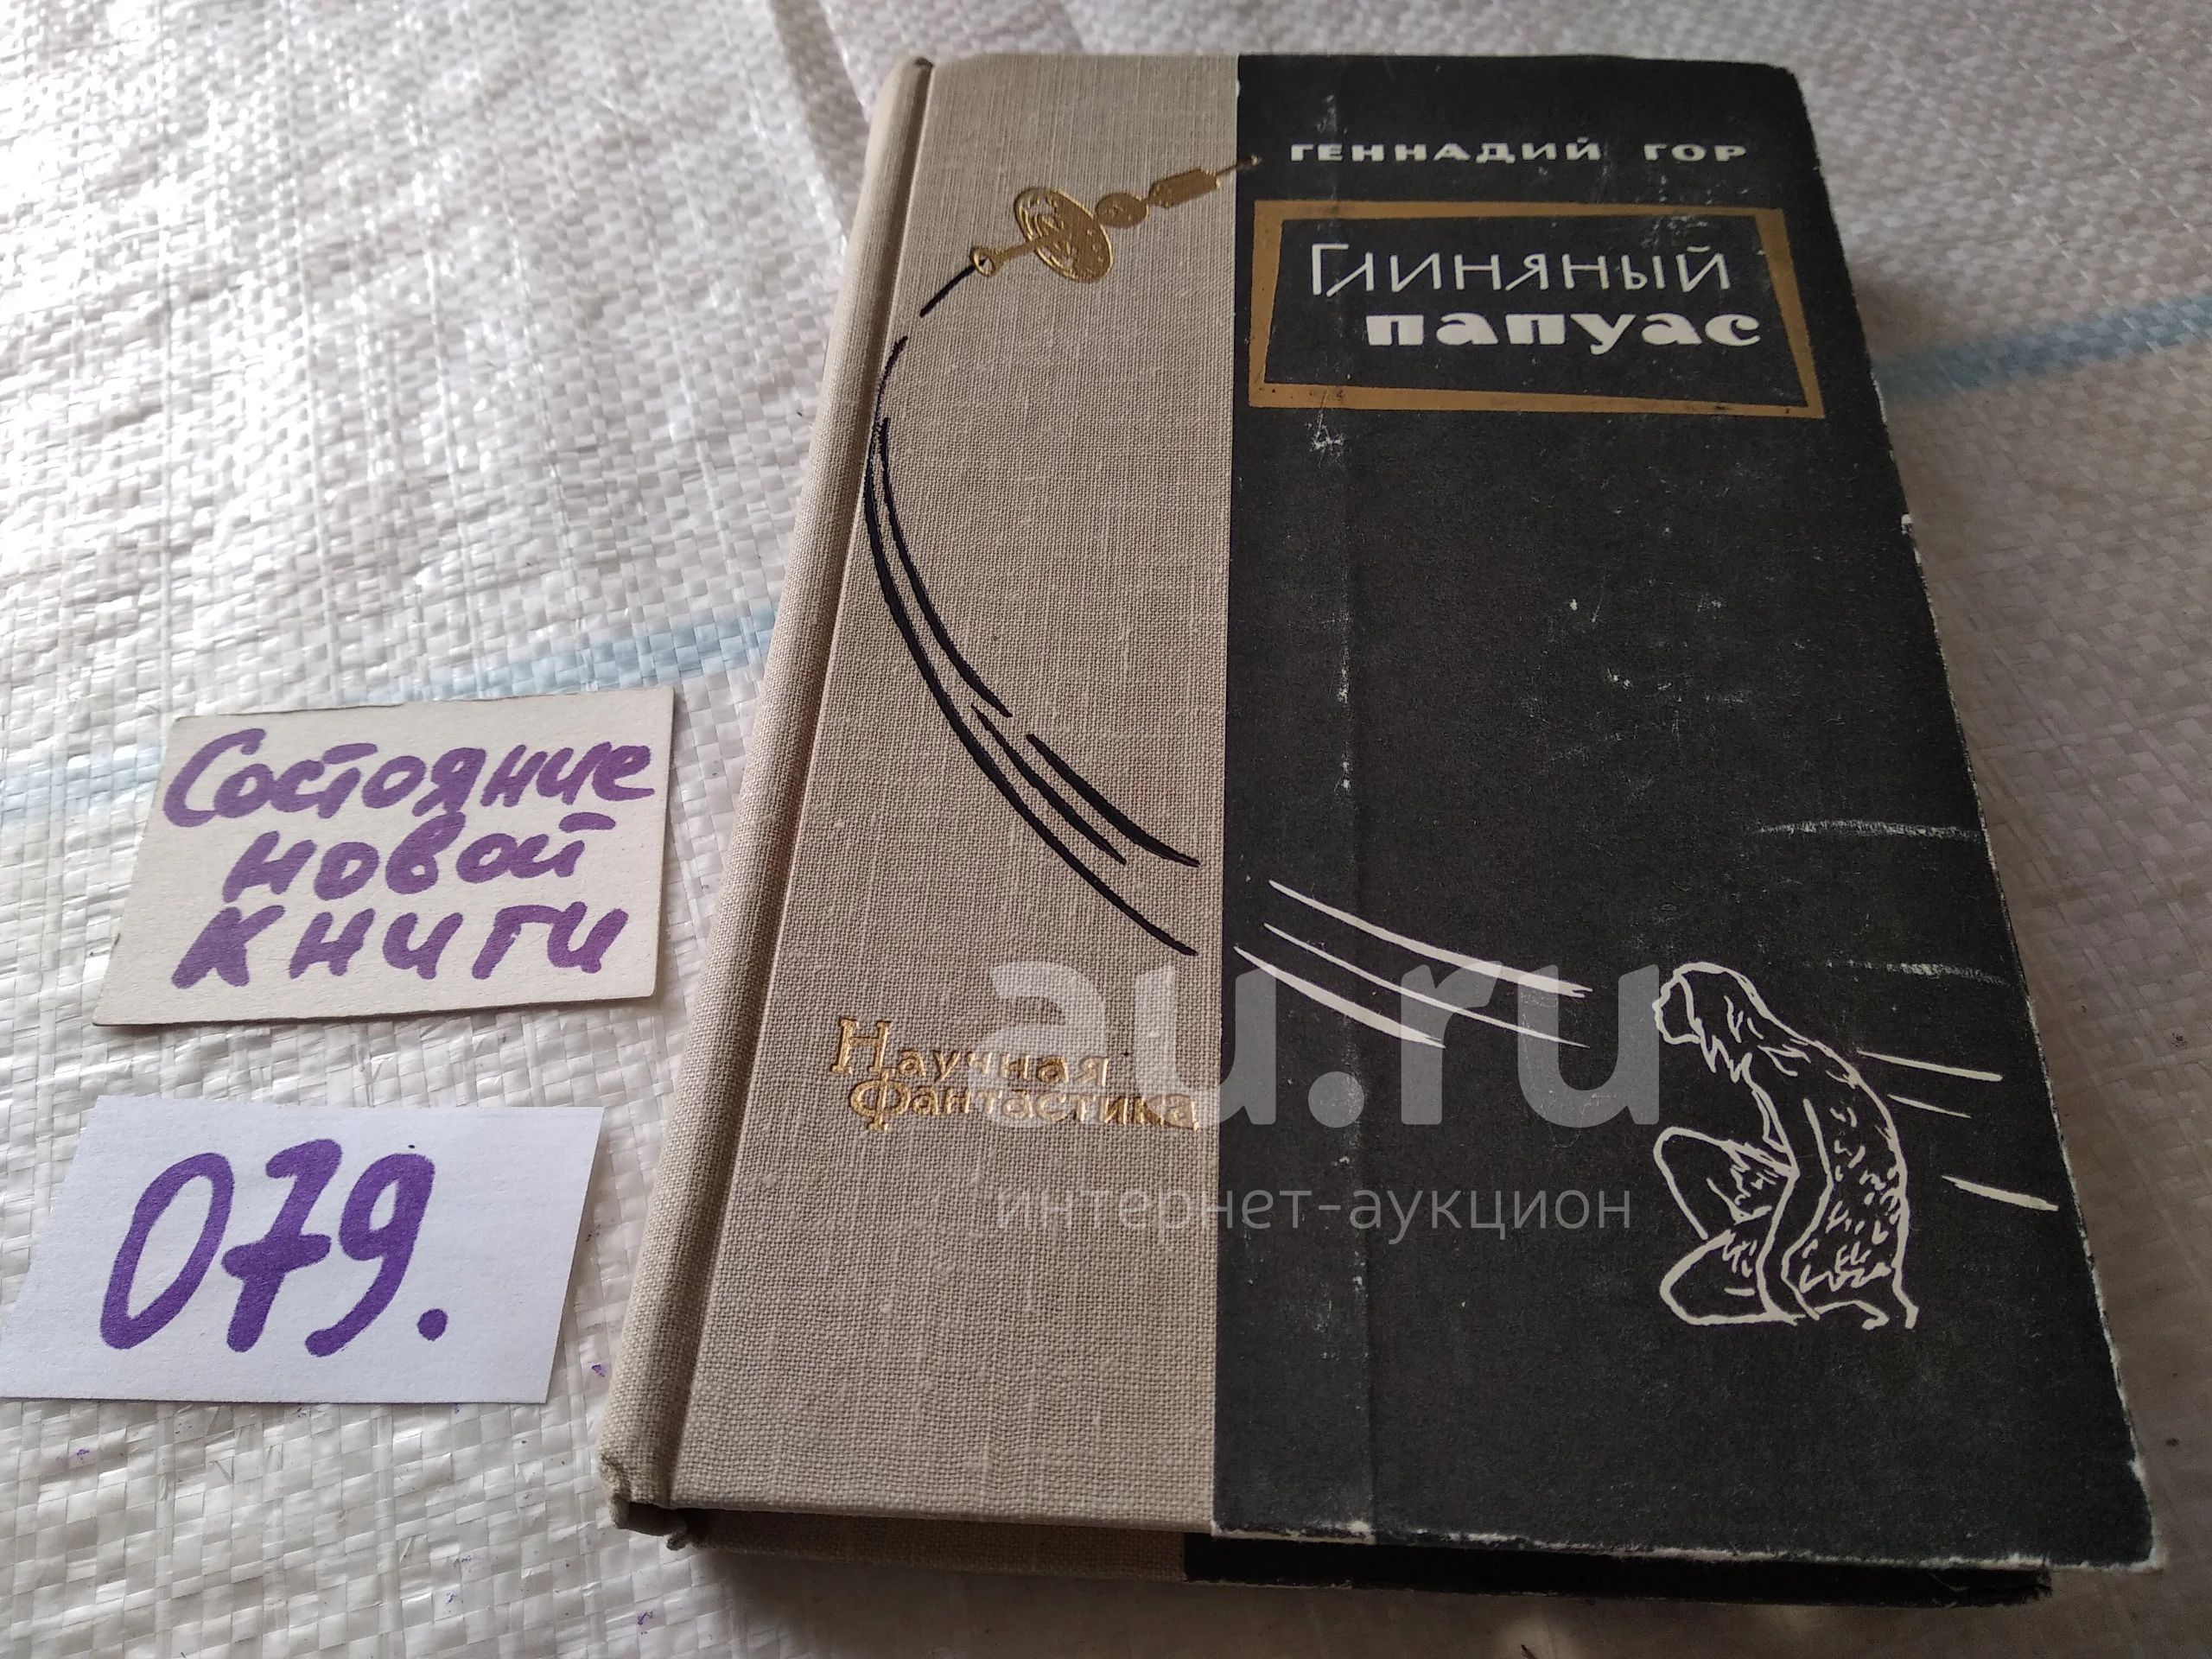 ГЕННАДИЙ ГОР
Глиняный
папуас
Состояние
новой
книги
Научная
Фантастика
au.ru
интернет-аукцион
079.